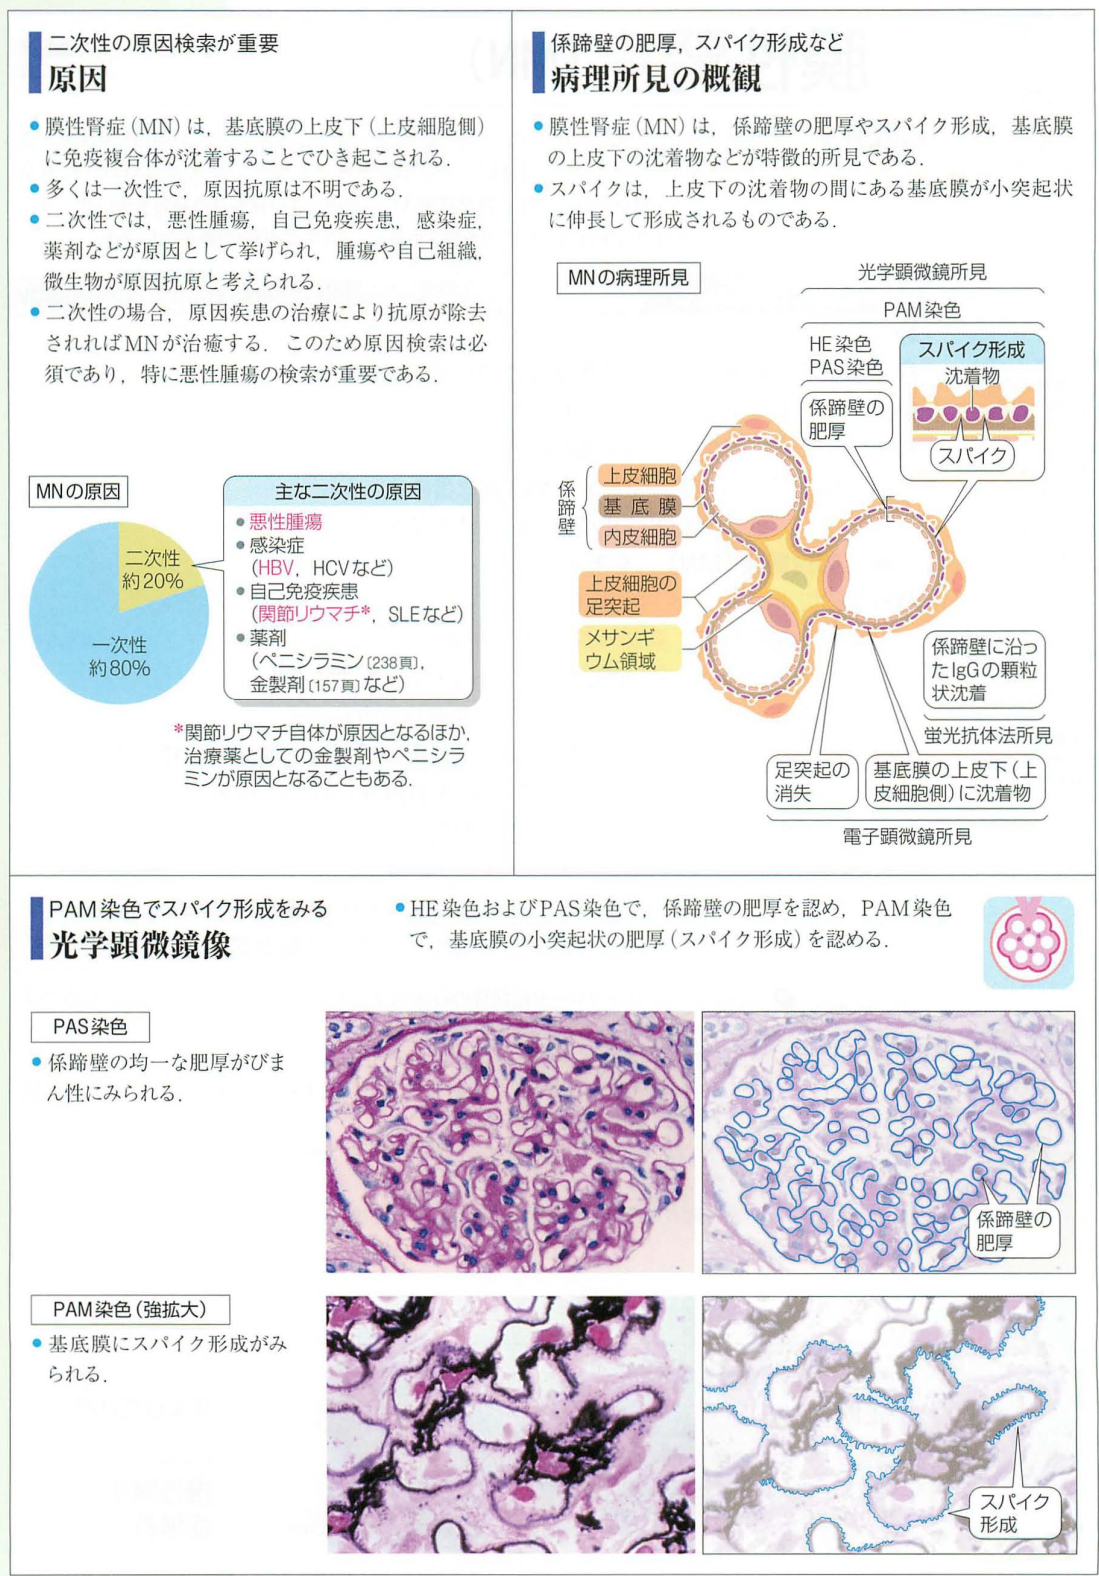 二次性の原因検索が重要
原因
● 膜性腎症(MN)は，基底膜の上皮下(上皮細胞側)
に免疫複合体が沈着することでひき起こされる．
● 多くは一次性で，原因抗原は不明である．
● 二次性では，悪性腫瘍，自己免疫疾患，感染症，
薬剤などが原因として挙げられ，腫瘍や自己組織，
微生物が原因抗原と考えられる．
● 二次性の場合，原因疾患の治療により抗原が除去
されればMNが治癒する．このため原因検索は必
須であり，特に悪性腫瘍の検索が重要である．
MNの原因
二次性
約20%
一次性
約80%
主な二次性の原因
● 悪性腫瘍
● 感染症
(HBV，HCVなど)
● 自己免疫疾患
(関節リウマチ*，SLEなど)
● 薬剤
(ペニシラミン〔238頁〕，
金製剤〔157頁〕など)
*関節リウマチ自体が原因となるほか，
治療薬としての金製剤やペニシラ
ミンが原因となることもある．
係蹄壁の肥厚，スパイク形成など
病理所見の概観
● 膜性腎症(MN)は，係蹄壁の肥厚やスパイク形成，基底膜
の上皮下の沈着物などが特徴的所見である．
● スパイクは，上皮下の沈着物の間にある基底膜が小突起状
に伸長して形成されるものである．
MNの病理所見
光学顕微鏡所見
PAM染色
HE染色
PAS染色
スパイク形成
沈着物
スパイク
係蹄壁の
肥厚
係蹄壁
上皮細胞
基底膜
内皮細胞
上皮細胞の
足突起
メサンギ
ウム領域
係蹄壁に沿っ
たIgGの顆粒
状沈着
蛍光抗体法所見
足突起の
消失
基底膜の上皮下(上
皮細胞側)に沈着物
電子顕微鏡所見
PAM染色でスパイク形成をみる
光学顕微鏡像
● HE染色およびPAS染色で，係蹄壁の肥厚を認め，PAM染色
で，基底膜の小突起状の肥厚(スパイク形成)を認める．
PAS染色
● 係蹄壁の均一な肥厚がびま
ん性にみられる．
係蹄壁の
肥厚
PAM染色(強拡大)
● 基底膜にスパイク形成がみ
られる．
スパイク
形成